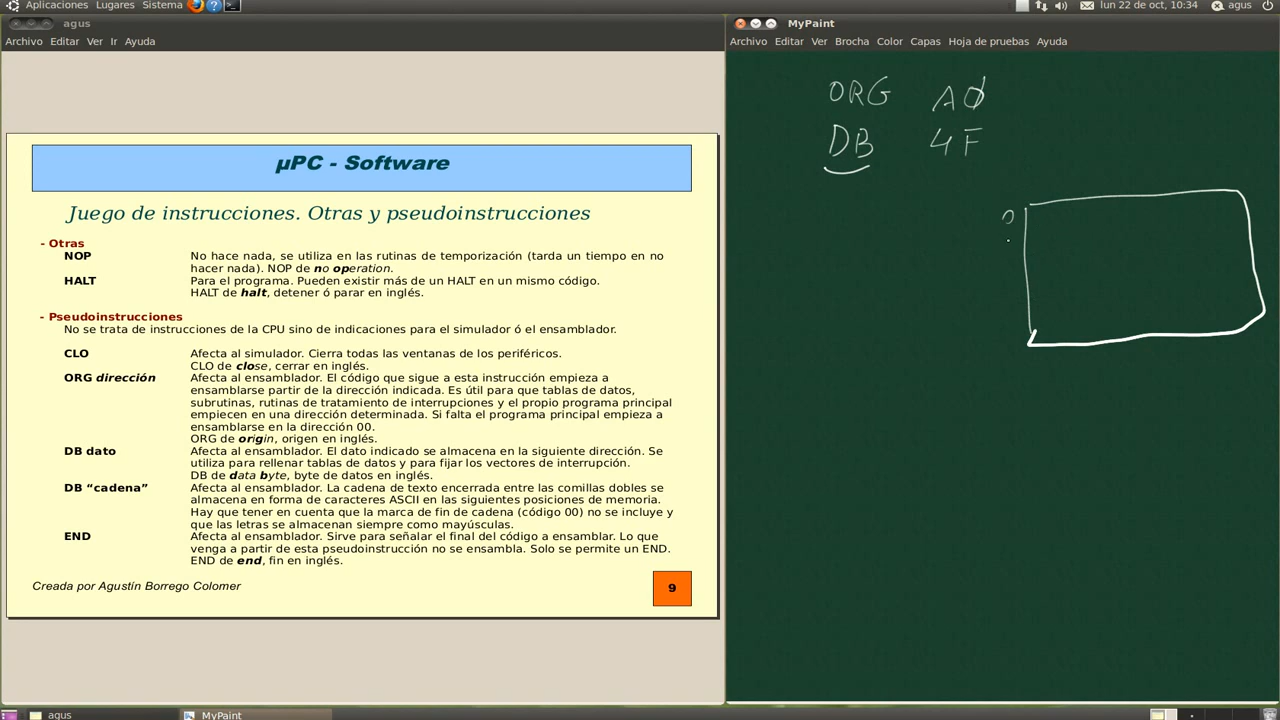 Aplicaciones Lugares Sistema
lun 22 de oct, 10:34 agus
agus
Archivo Editar Ver Ir Ayuda
µPC - Software
Juego de instrucciones. Otras y pseudoinstrucciones
- Otras
NOP No hace nada, se utiliza en las rutinas de temporización (tarda un tiempo en no
hacer nada). NOP de no operation.
HALT Para el programa. Pueden existir más de un HALT en un mismo código.
HALT de halt, detener ó parar en inglés.
- Pseudoinstrucciones
No se trata de instrucciones de la CPU sino de indicaciones para el simulador ó el ensamblador.
CLO Afecta al simulador. Cierra todas las ventanas de los periféricos.
CLO de close, cerrar en inglés.
ORG dirección Afecta al ensamblador. El código que sigue a esta instrucción empieza a
ensamblarse partir de la dirección indicada. Es útil para que tablas de datos,
subrutinas, rutinas de tratamiento de interrupciones y el propio programa principal
empiecen en una dirección determinada. Si falta el programa principal empieza a
ensamblarse en la dirección 00.
ORG de origin, origen en inglés.
DB dato Afecta al ensamblador. El dato indicado se almacena en la siguiente dirección. Se
utiliza para rellenar tablas de datos y para fijar los vectores de interrupción.
DB de data byte, byte de datos en inglés.
DB “cadena” Afecta al ensamblador. La cadena de texto encerrada entre las comillas dobles se
almacena en forma de caracteres ASCII en las siguientes posiciones de memoria.
Hay que tener en cuenta que la marca de fin de cadena (código 00) no se incluye y
que las letras se almacenan siempre como mayúsculas.
END Afecta al ensamblador. Sirve para señalar el final del código a ensamblar. Lo que
venga a partir de esta pseudoinstrucción no se ensambla. Solo se permite un END.
END de end, fin en inglés.
Creada por Agustín Borrego Colomer
9
MyPaint
Archivo Editar Ver Brocha Color Capas Hoja de pruebas Ayuda
ORG A0
DB 4F
0
agus MyPaint